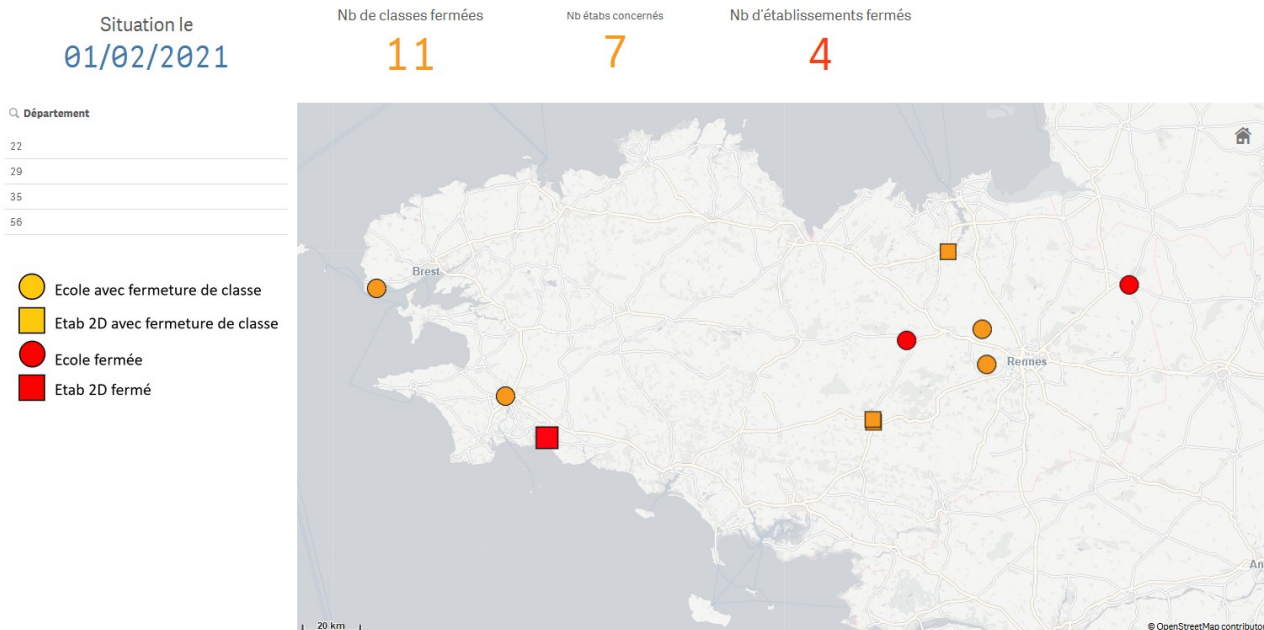 Situation le
01/02/2021
Nb de classes fermées
11
Nb étabs concernés
7
Nb d'établissements fermés
4
Département
22
29
35
56
Ecole avec fermeture de classe
Etab 2D avec fermeture de classe
Ecole fermée
Etab 2D fermé
Brest
Rennes
An
20 km
© OpenStreetMap contributor